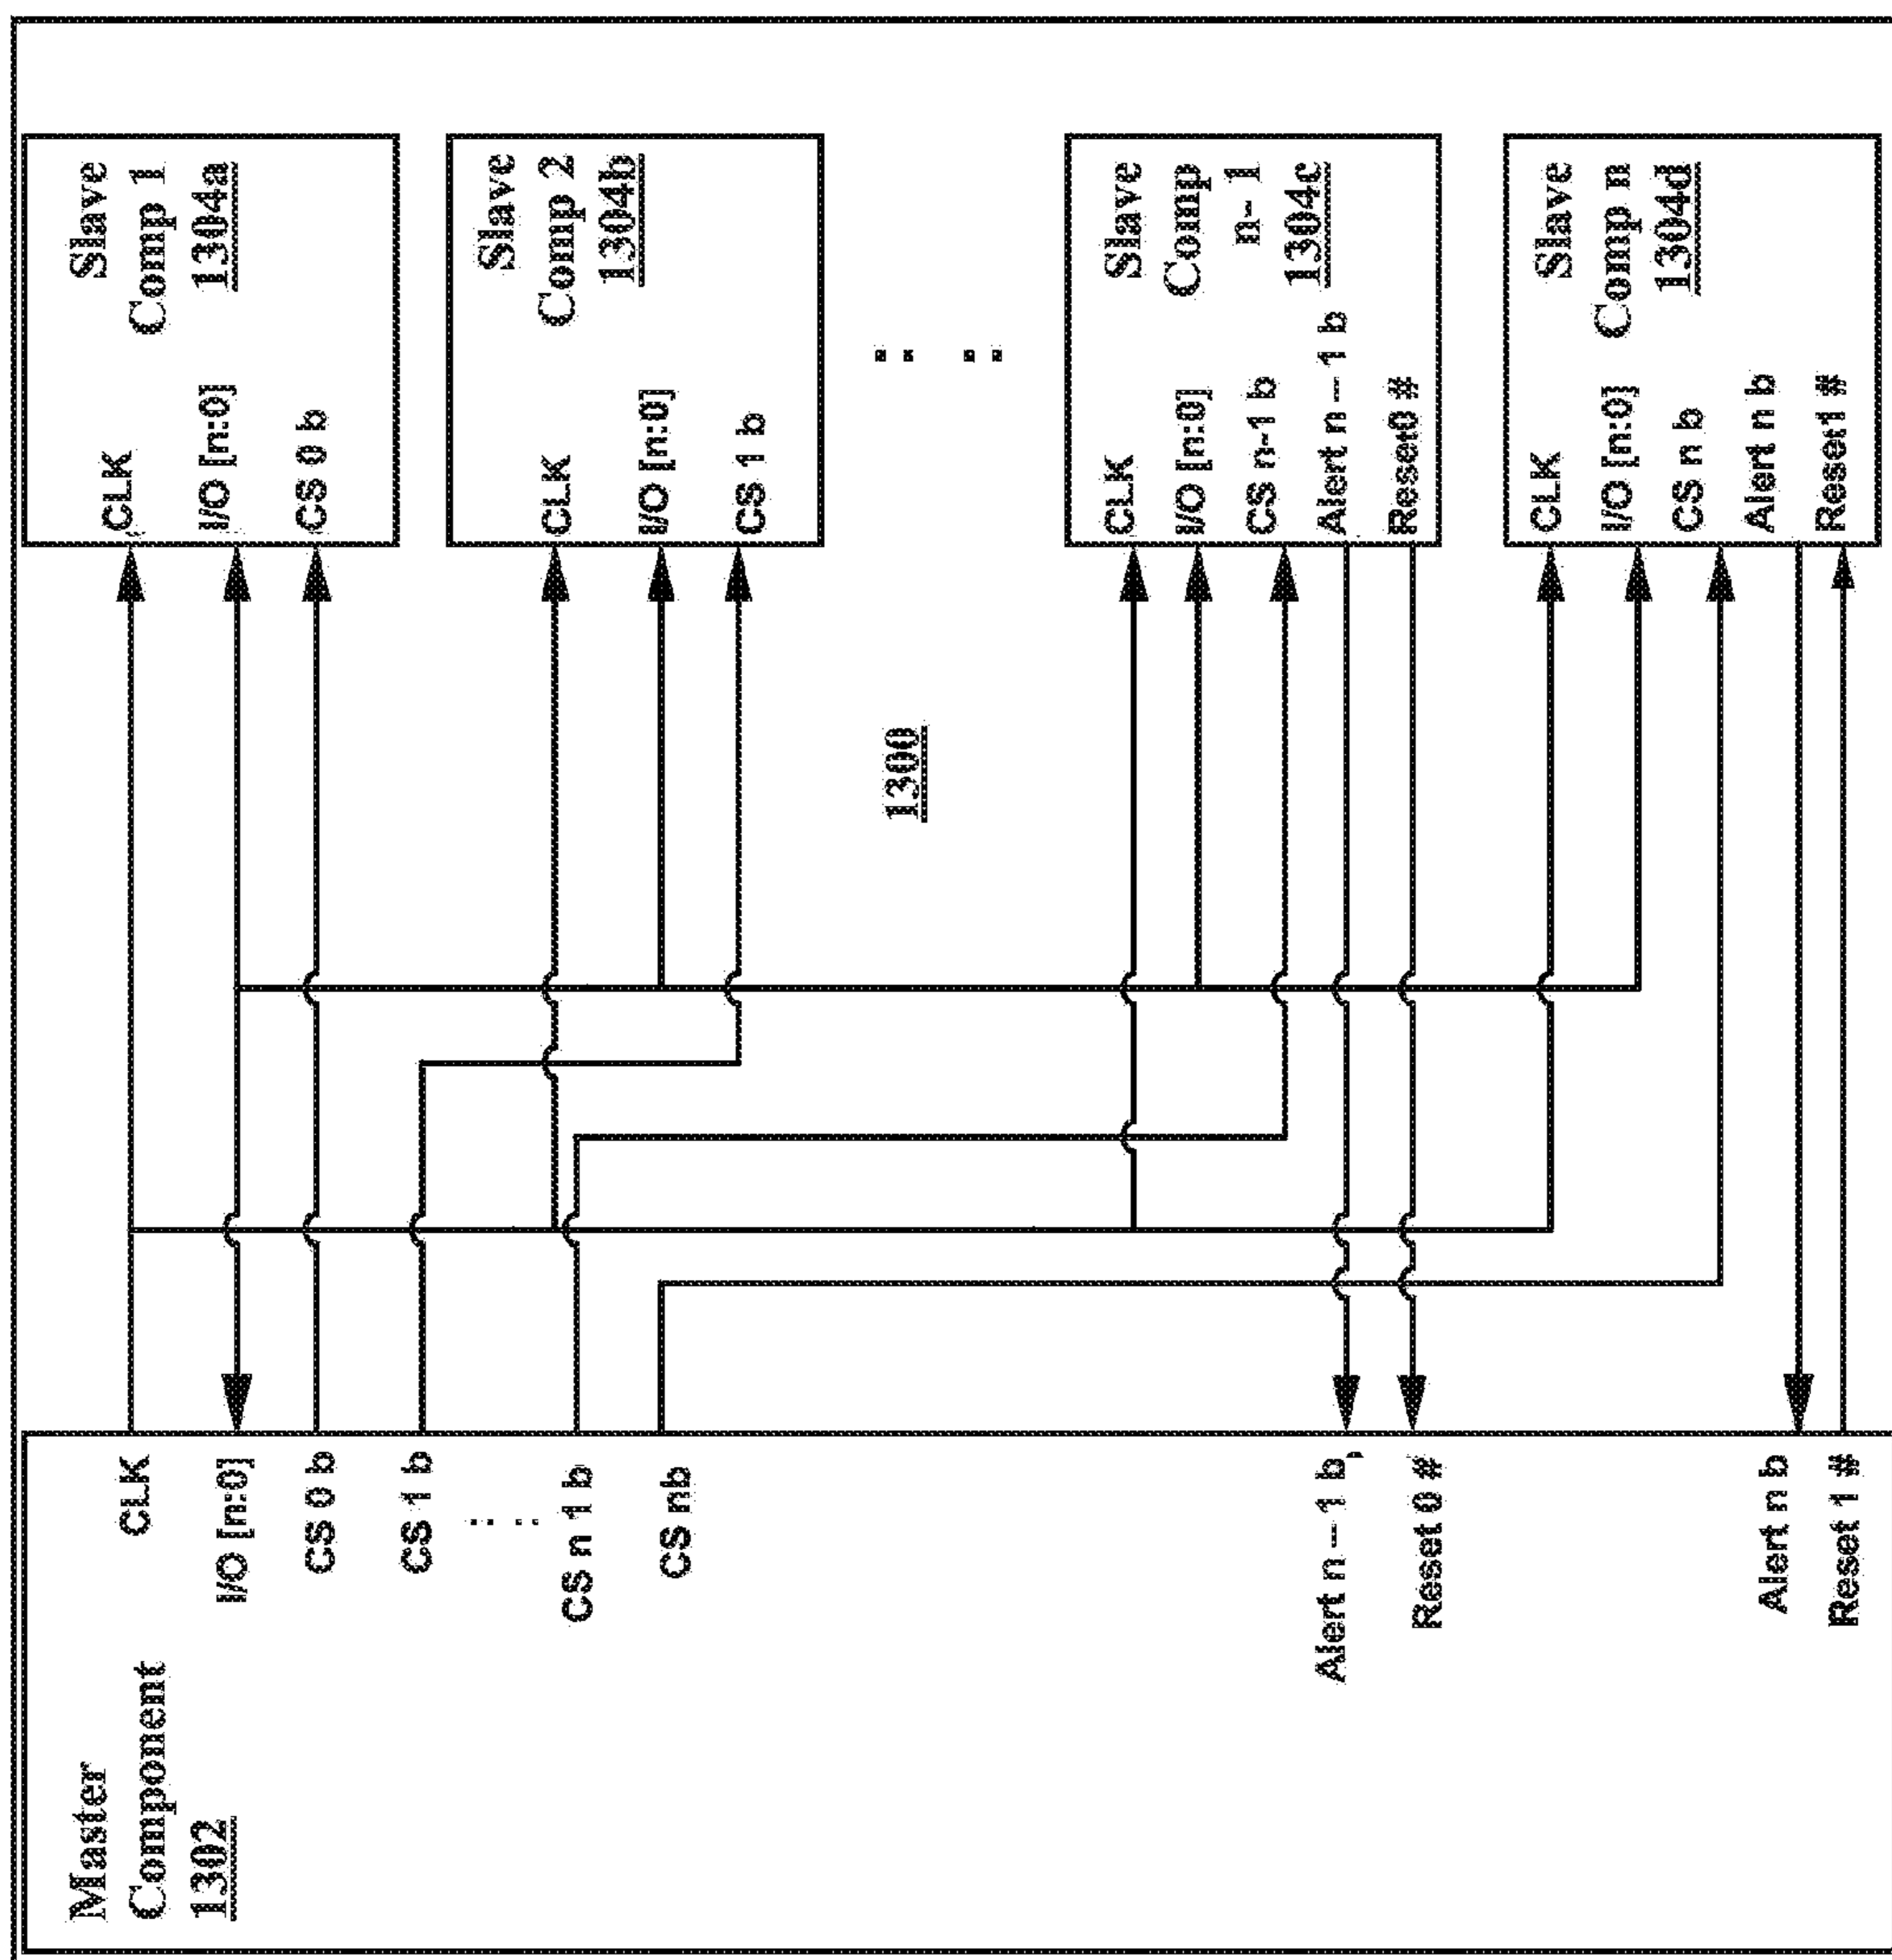 Master
Component
1302
CLK
I/O [n:0]
CS 0 b
CS 1 b
CS n 1 b
CS nb
Alert n – 1 b
Reset 0 #
Alert n b
Reset 1 #
1300
Slave
Comp 1
1304a
CLK
I/O [n:0]
CS 0 b
Slave
Comp 2
1304b
CLK
I/O [n:0]
CS 1 b
Slave
Comp
n- 1
1304c
CLK
I/O [n:0]
CS n-1 b
Alert n – 1 b
Reset0 #
Slave
Comp n
1304d
CLK
I/O [n:0]
CS n b
Alert n b
Reset1 #